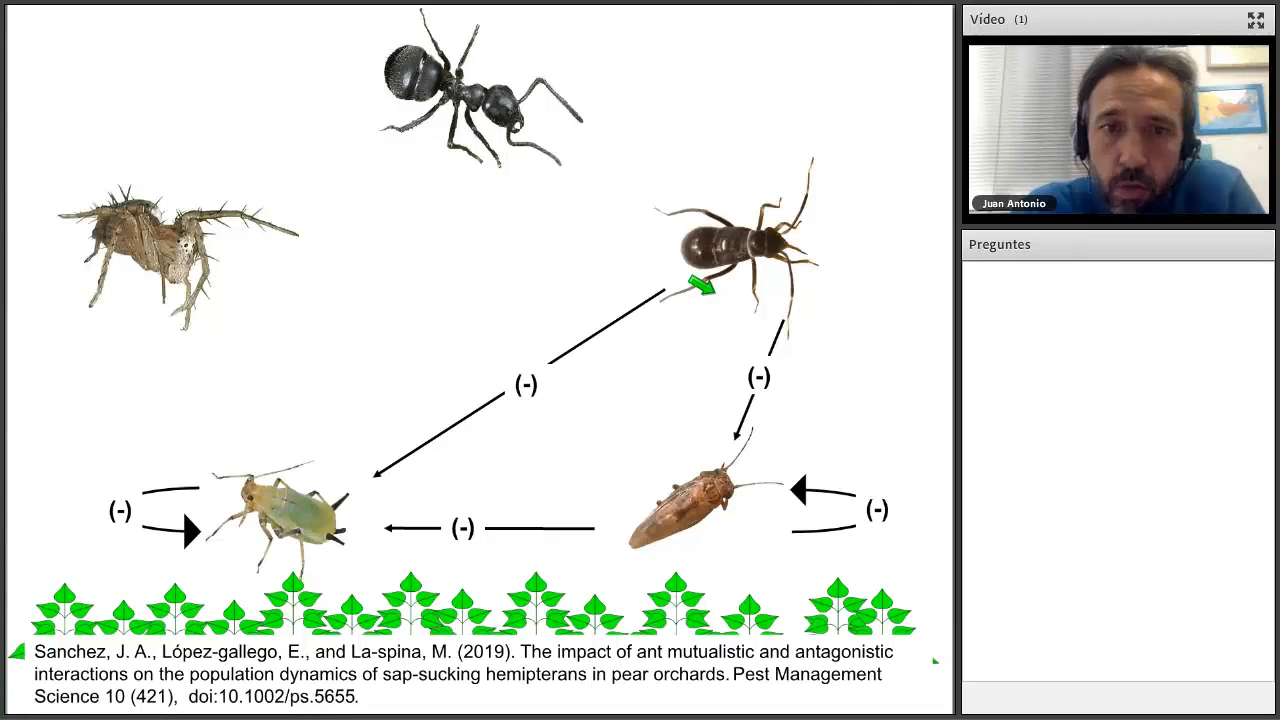 Vídeo (1)
Juan Antonio
Preguntes
(-)
(-)
(-)
(-)
(-)
Sanchez, J. A., López-gallego, E., and La-spina, M. (2019). The impact of ant mutualistic and antagonistic
interactions on the population dynamics of sap-sucking hemipterans in pear orchards. Pest Management
Science 10 (421), doi:10.1002/ps.5655.